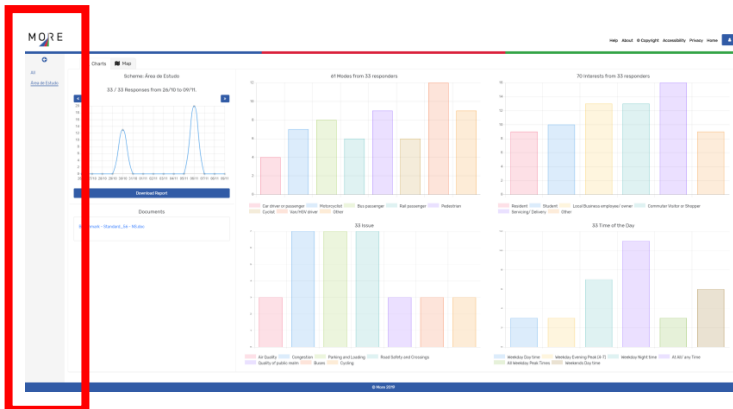 MORE
Help About © Copyright Accessibility Privacy Home
All
Área de Estudo
Charts Map
Scheme: Área de Estudo
33 / 33 Responses from 26/10 to 09/11
Download Report
Documents
61 Modes from 33 responders
Car driver or passenger Motorcyclist Bus passenger Rail passenger Pedestrian
Cyclist Van/HGV driver Other
70 Interests from 33 responders
Resident Student Local Business employee/ owner Commuter Visitor or Shopper
Servicing/ Delivery Other
33 Issue
Air Quality Congestion Parking and Loading Road Safety and Crossings
Quality of public realm Buses Cycling
33 Time of the Day
Weekday Day time Weekday Evening Peak (4-7) Weekday Night time At All/ any Time
All Weekday Peak Times Weekends Day time
© More 2019